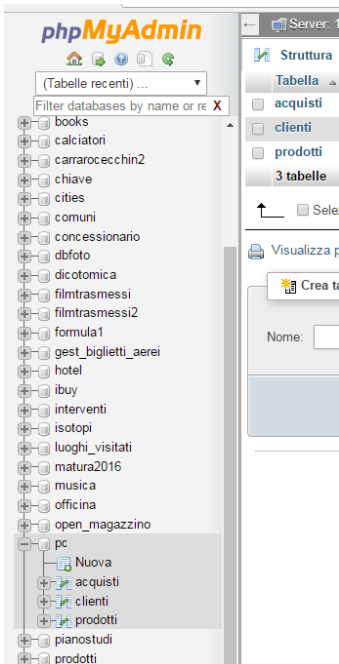 phpMyAdmin
(Tabelle recenti) ...
Filter databases by name or re X
books
calciatori
carrarocecchin2
chiave
cities
comuni
concessionario
dbfoto
dicotomica
filmtrasmessi
filmtrasmessi2
formula1
gest_biglietti_aerei
hotel
ibuy
interventi
isotopi
luoghi_visitati
matura2016
musica
officina
open_magazzino
pc
Nuova
acquisti
clienti
prodotti
pianostudi
prodotti
Server: 1
Struttura
Tabella
acquisti
clienti
prodotti
3 tabelle
Sele
Visualizza p
Crea ta
Nome: